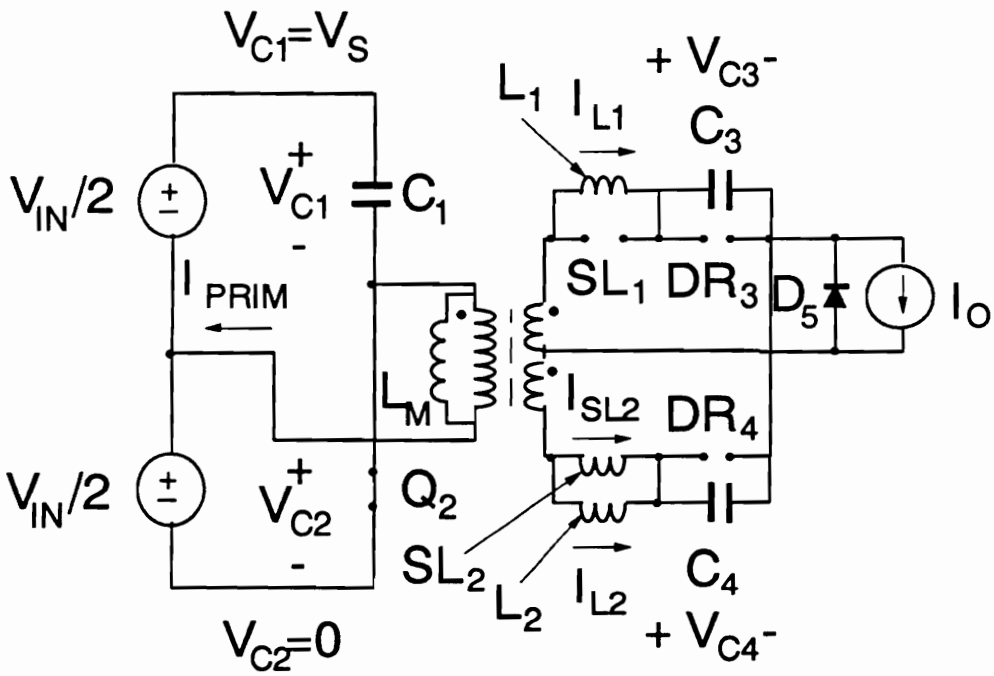 V_C1=V_S
+ V_C3-
L_1
I_L1
C_3
+
V_IN/2
+
−
V_C1
C_1
-
SL_1
DR_3
D_5
I_O
I_PRIM
L_M
I_SL2
DR_4
+
V_IN/2
+
−
V_C2
Q_2
-
SL_2
L_2
I_L2
C_4
V_C2=0
+ V_C4-